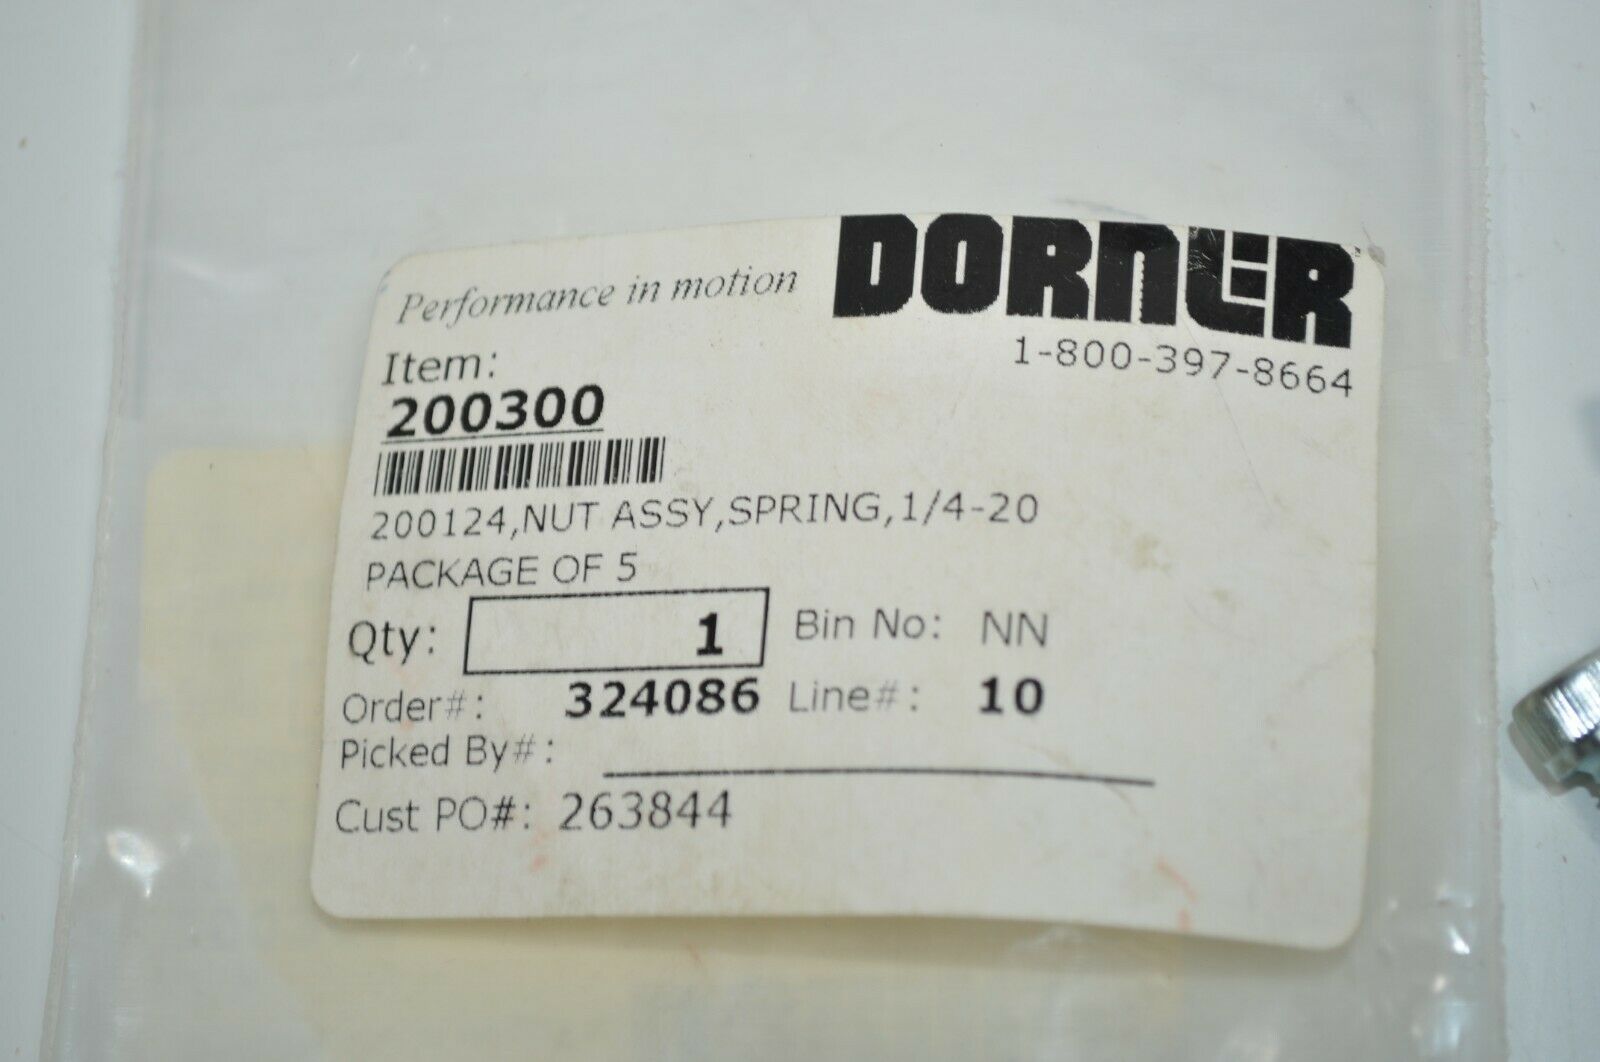 Performance in motion DORNER
1-800-397-8664
Item:
200300
200124,NUT ASSY,SPRING,1/4-20
PACKAGE OF 5
Qty: 1 Bin No: NN
Order#: 324086 Line#: 10
Picked By#:
Cust PO#: 263844